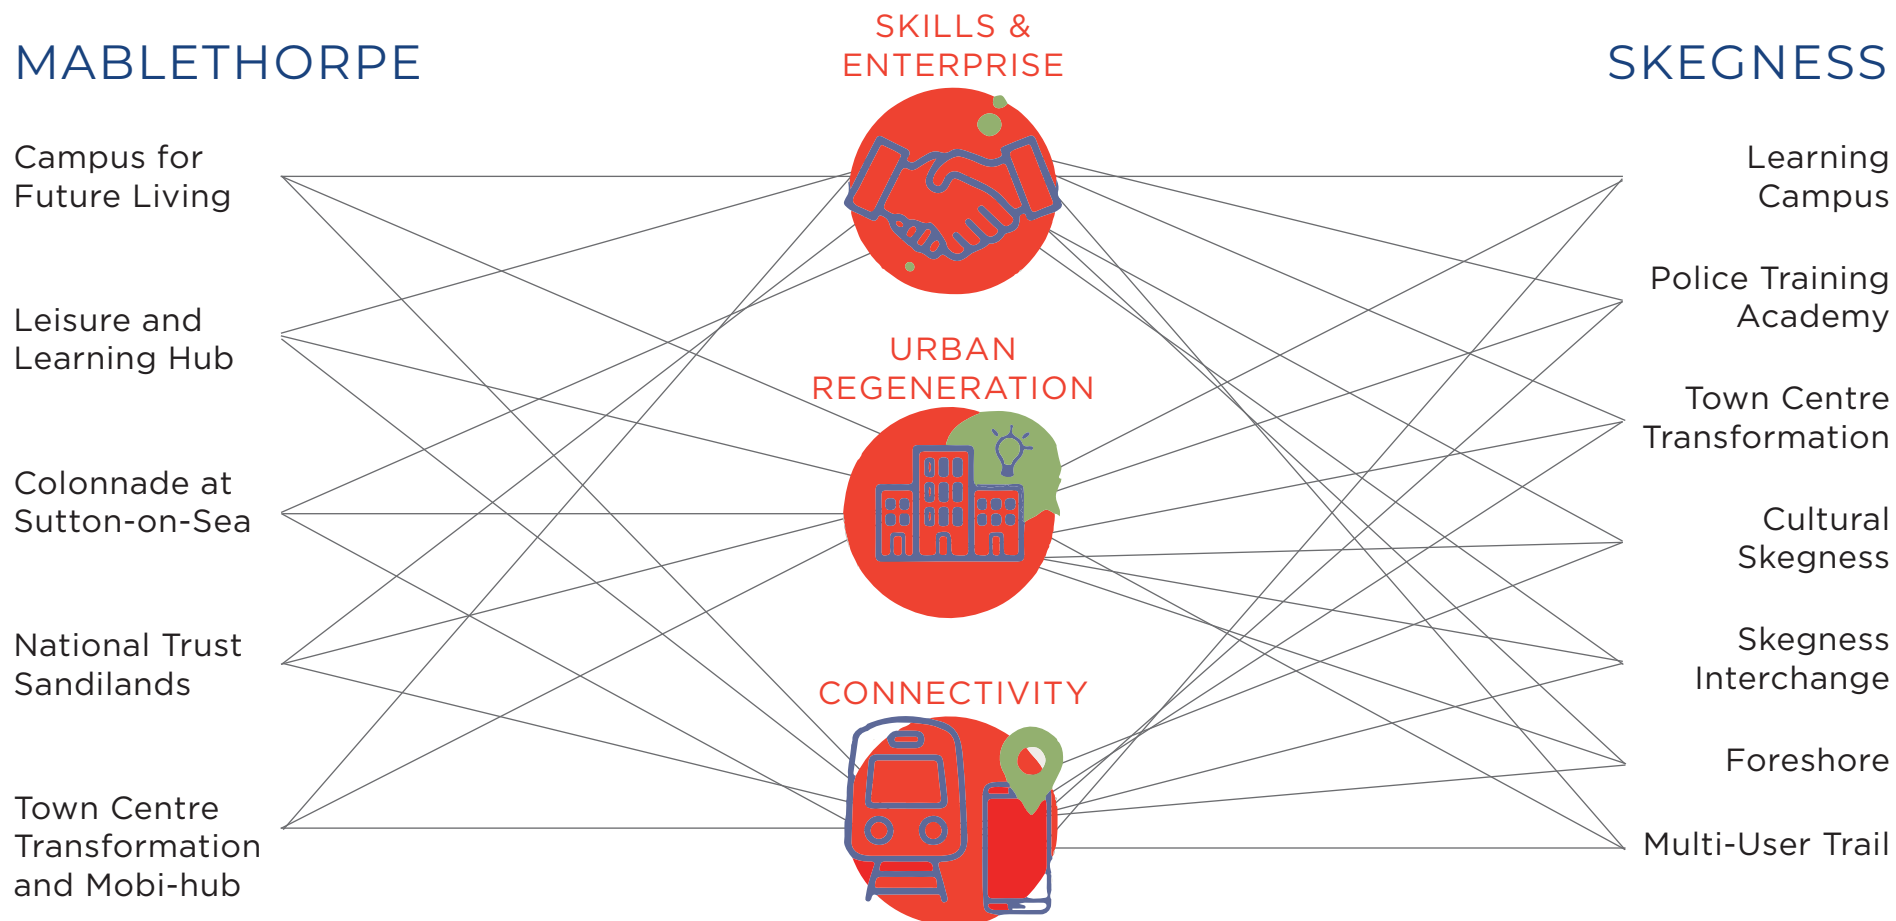 MABLETHORPE
Campus for
Future Living
Leisure and
Learning Hub
Colonnade at
Sutton-on-Sea
National Trust
Sandilands
Town Centre
Transformation
and Mobi-hub
SKILLS &
ENTERPRISE
URBAN
REGENERATION
CONNECTIVITY
SKEGNESS
Learning
Campus
Police Training
Academy
Town Centre
Transformation
Cultural
Skegness
Skegness
Interchange
Foreshore
Multi-User Trail